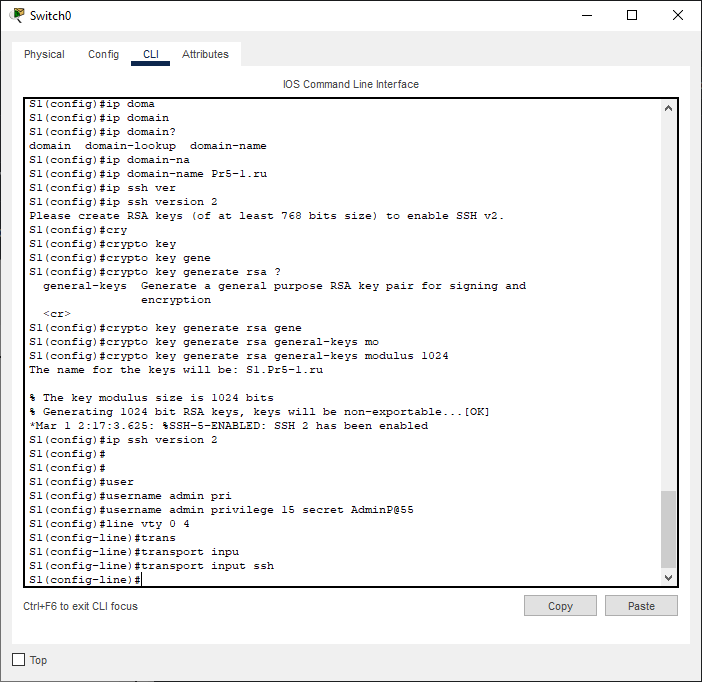 Switch0
Physical Config CLI Attributes
IOS Command Line Interface
S1(config)#ip doma
S1(config)#ip domain
S1(config)#ip domain?
domain  domain-lookup  domain-name
S1(config)#ip domain-na
S1(config)#ip domain-name Pr5-1.ru
S1(config)#ip ssh ver
S1(config)#ip ssh version 2
Please create RSA keys (of at least 768 bits size) to enable SSH v2.
S1(config)#cry
S1(config)#crypto key
S1(config)#crypto key gene
S1(config)#crypto key generate rsa ?
  general-keys  Generate a general purpose RSA key pair for signing and
                encryption
  <cr>
S1(config)#crypto key generate rsa gene
S1(config)#crypto key generate rsa general-keys mo
S1(config)#crypto key generate rsa general-keys modulus 1024
The name for the keys will be: S1.Pr5-1.ru
% The key modulus size is 1024 bits
% Generating 1024 bit RSA keys, keys will be non-exportable...[OK]
*Mar 1 2:17:3.625: %SSH-5-ENABLED: SSH 2 has been enabled
S1(config)#ip ssh version 2
S1(config)#
S1(config)#
S1(config)#user
S1(config)#username admin pri
S1(config)#username admin privilege 15 secret AdminP@55
S1(config)#line vty 0 4
S1(config-line)#trans
S1(config-line)#transport inpu
S1(config-line)#transport input ssh
S1(config-line)#
Ctrl+F6 to exit CLI focus
Copy Paste
Top